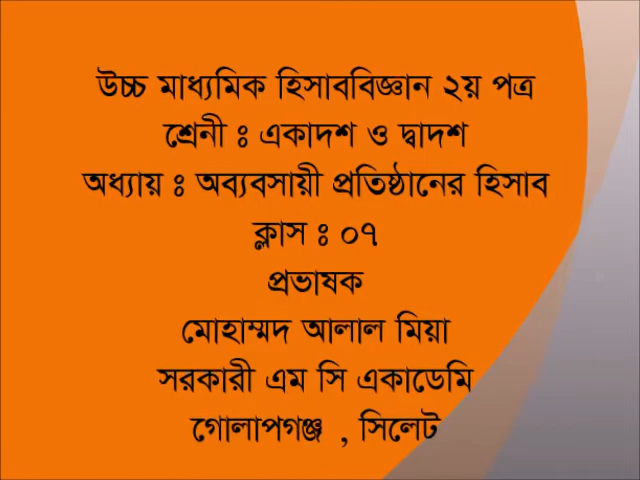 উচ্চ মাধ্যমিক হিসাববিজ্ঞান ২য় পত্র
শ্রেনী ঃ একাদশ ও দ্বাদশ
অধ্যায় ঃ অব্যবসায়ী প্রতিষ্ঠানের হিসাব
ক্লাস ঃ ০৭
প্রভাষক
মোহাম্মদ আলাল মিয়া
সরকারী এম সি একাডেমি
গোলাপগঞ্জ , সিলেট